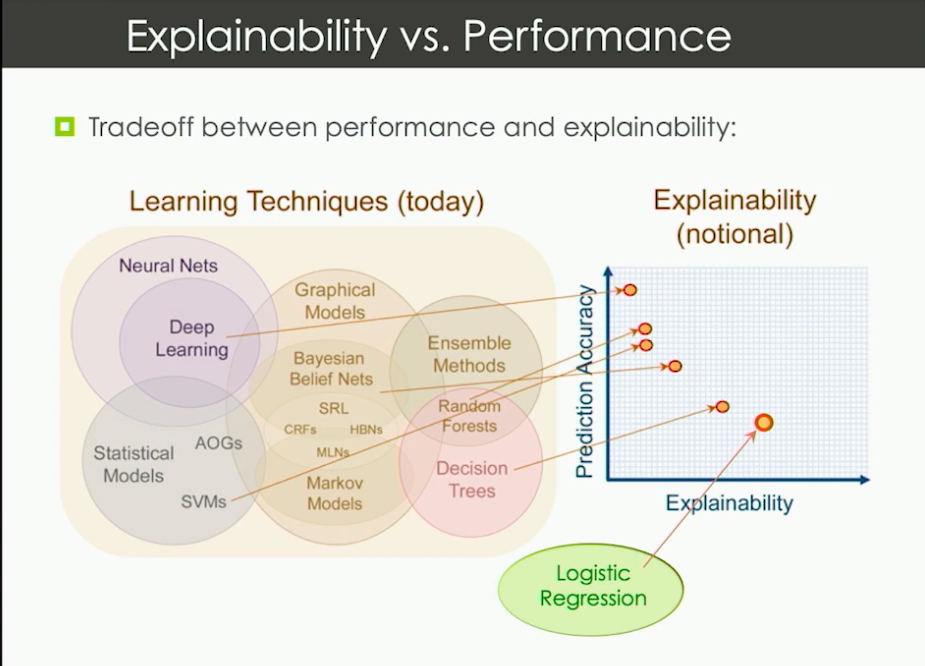 Explainability vs. Performance
Tradeoff between performance and explainability:
Learning Techniques (today)
Neural Nets
Deep
Learning
Graphical
Models
Bayesian
Belief Nets
SRL
CRFs HBNs
MLNs
Markov
Models
Ensemble
Methods
Random
Forests
Decision
Trees
Statistical
Models
AOGs
SVMs
Explainability
(notional)
Prediction Accuracy
Explainability
Logistic
Regression